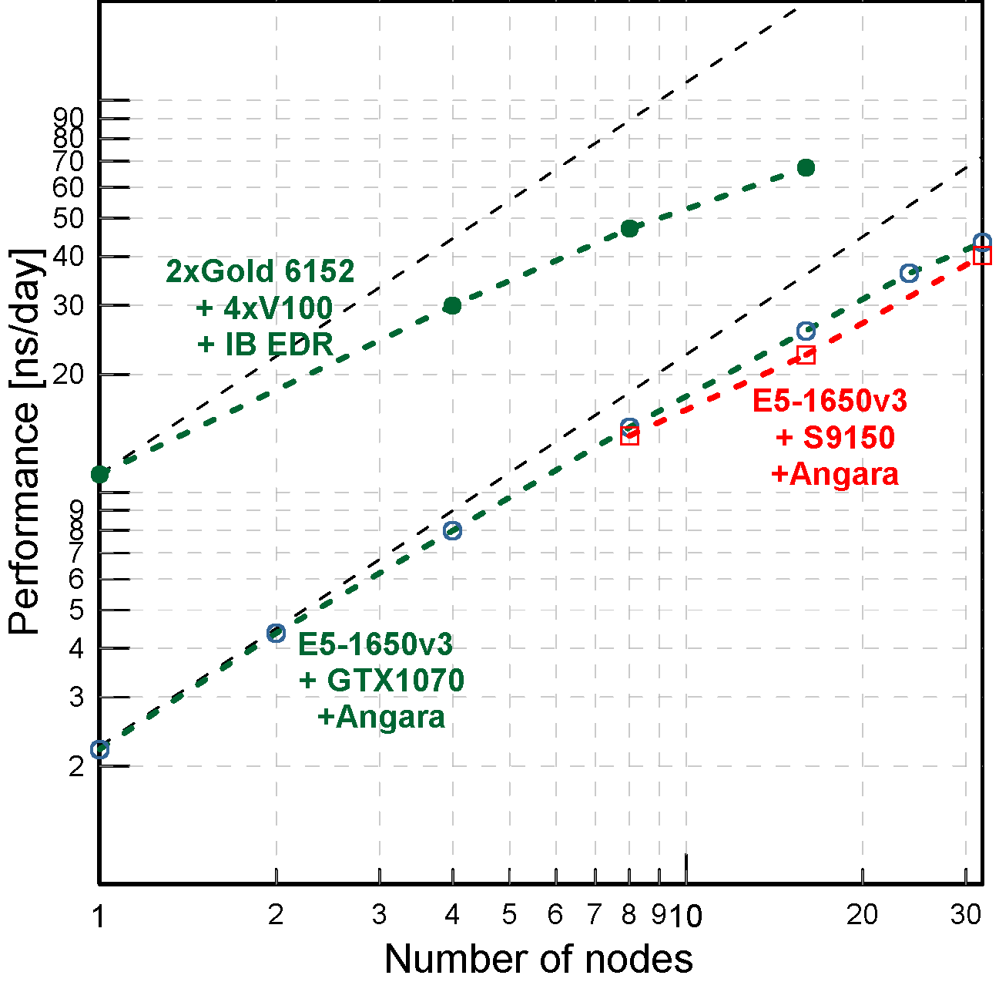 Performance [ns/day]
90
80
70
60
50
40
30
20
9
8
7
6
5
4
3
2
2xGold 6152
+ 4xV100
+ IB EDR
E5-1650v3
+ S9150
+Angara
E5-1650v3
+ GTX1070
+Angara
1 2 3 4 5 6 7 8 9 10 20 30
Number of nodes